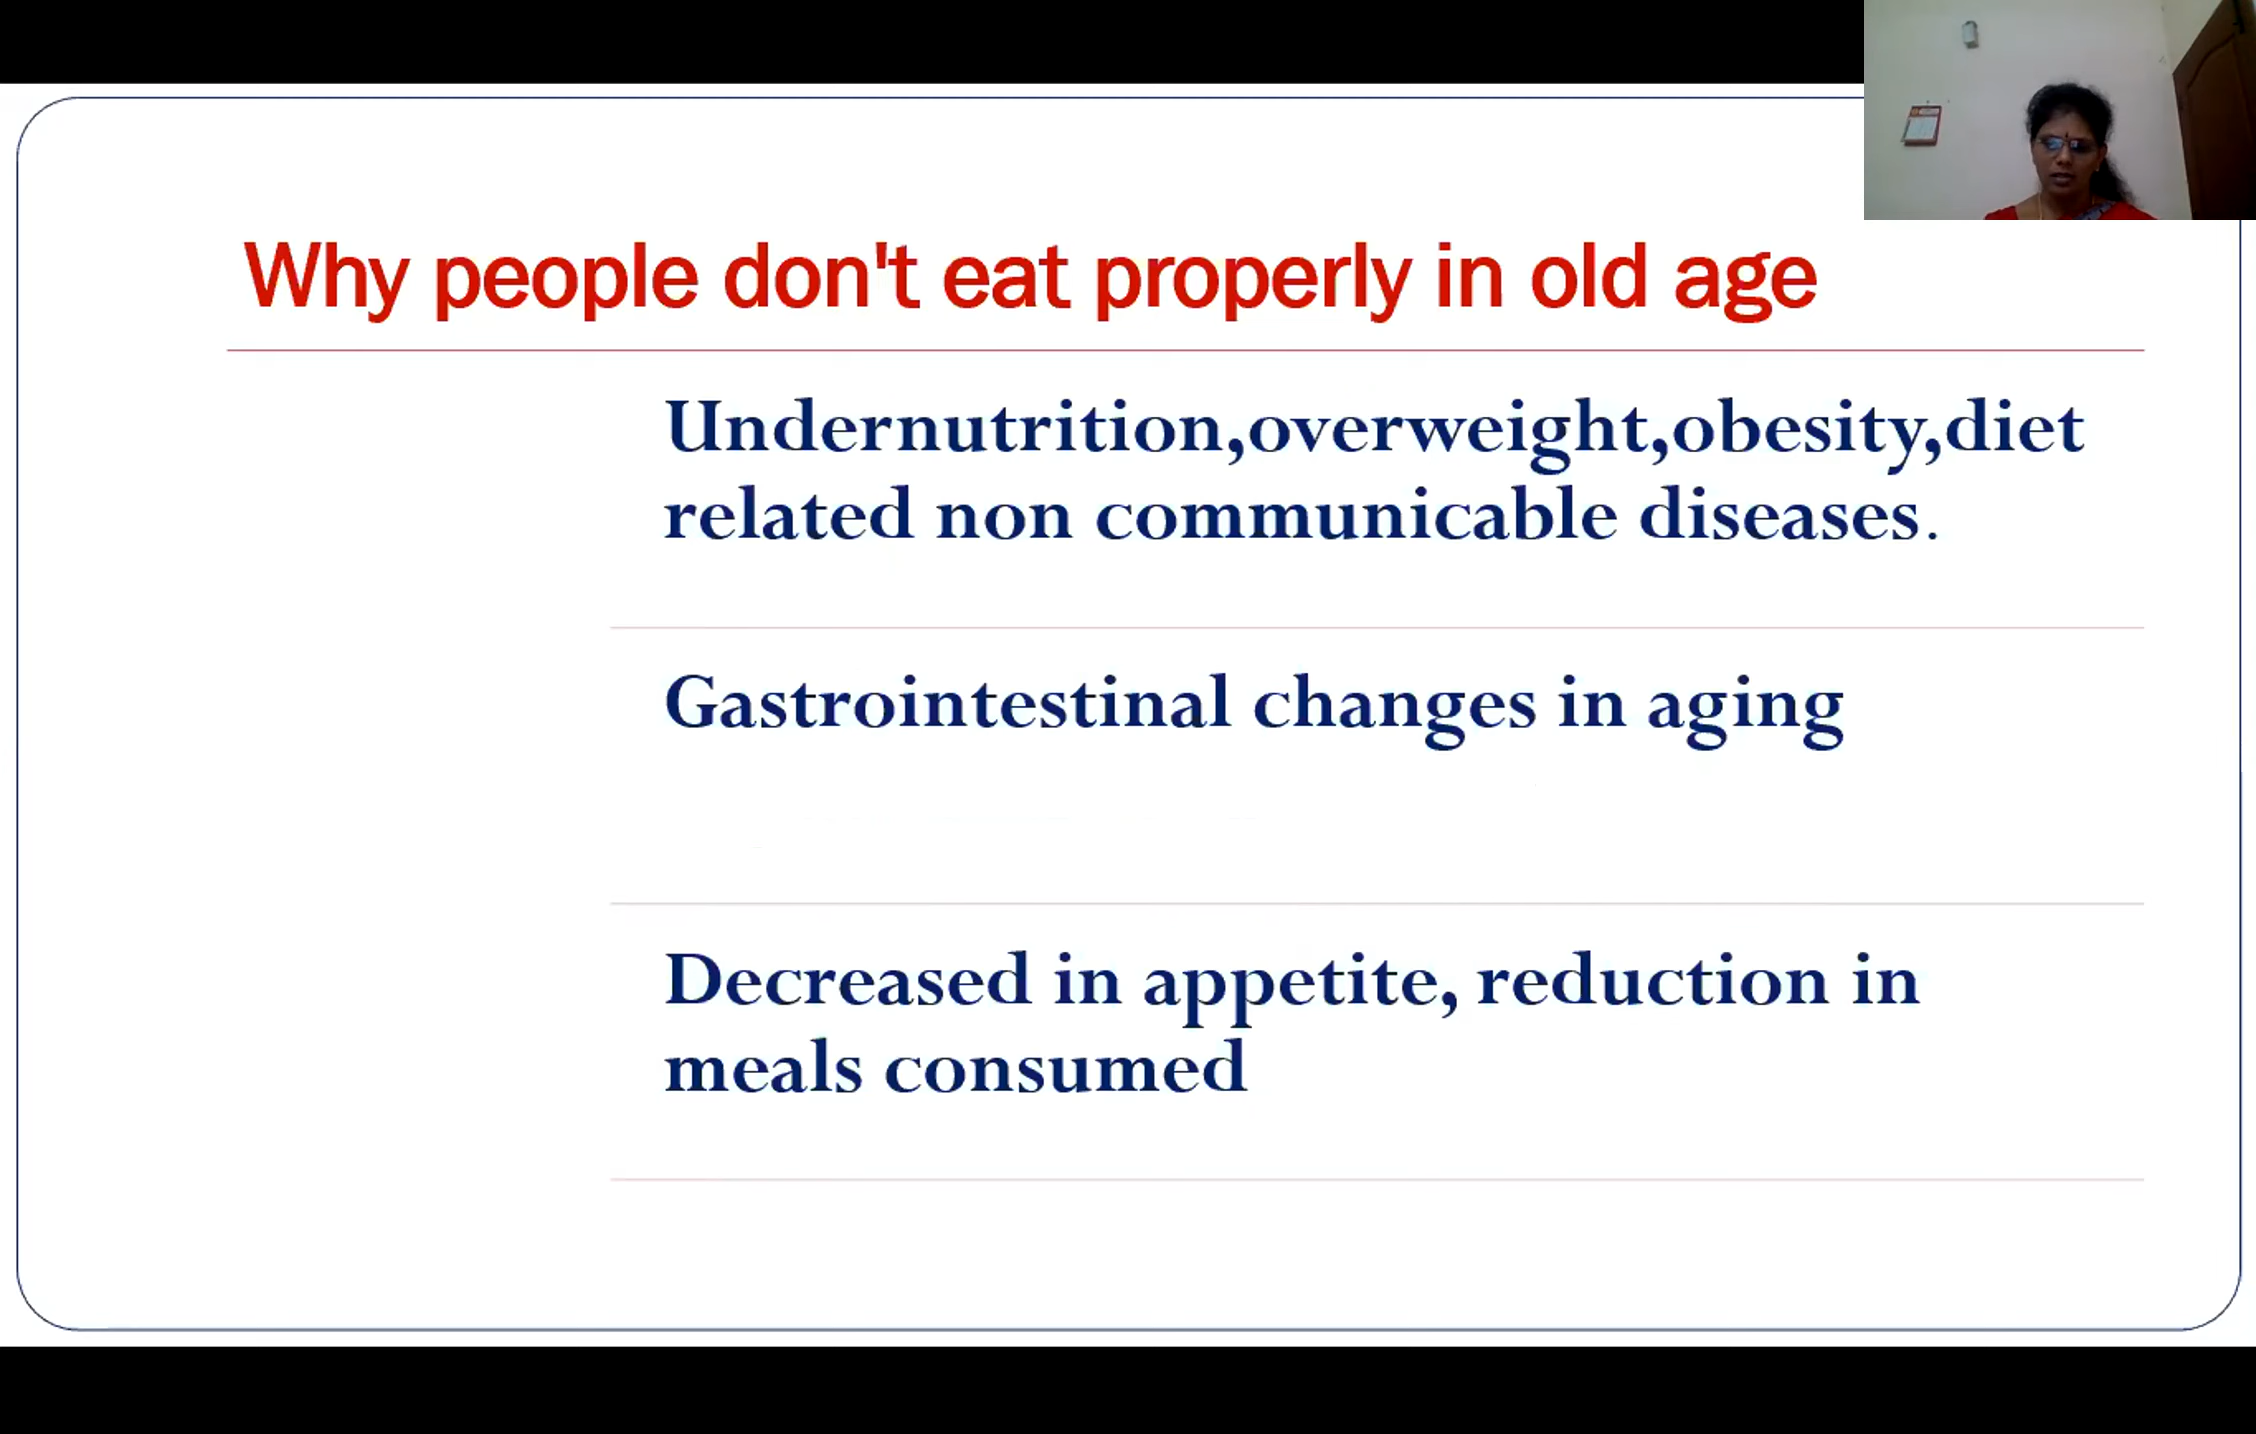 Why people don't eat properly in old age
Undernutrition,overweight,obesity,diet
related non communicable diseases.
Gastrointestinal changes in aging
Decreased in appetite, reduction in
meals consumed